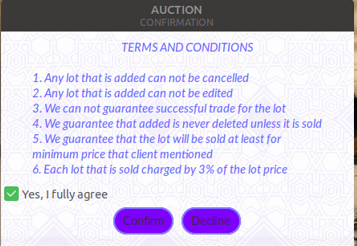 AUCTION
CONFIRMATION
TERMS AND CONDITIONS
1. Any lot that is added can not be cancelled
2. Any lot that is added can not be edited
3. We can not guarantee successful trade for the lot
4. We guarantee that added is never deleted unless it is sold
5. We guarantee that the lot will be sold at least for
minimum price that client mentioned
6. Each lot that is sold charged by 3% of the lot price
Yes, I fully agree
Confirm Decline